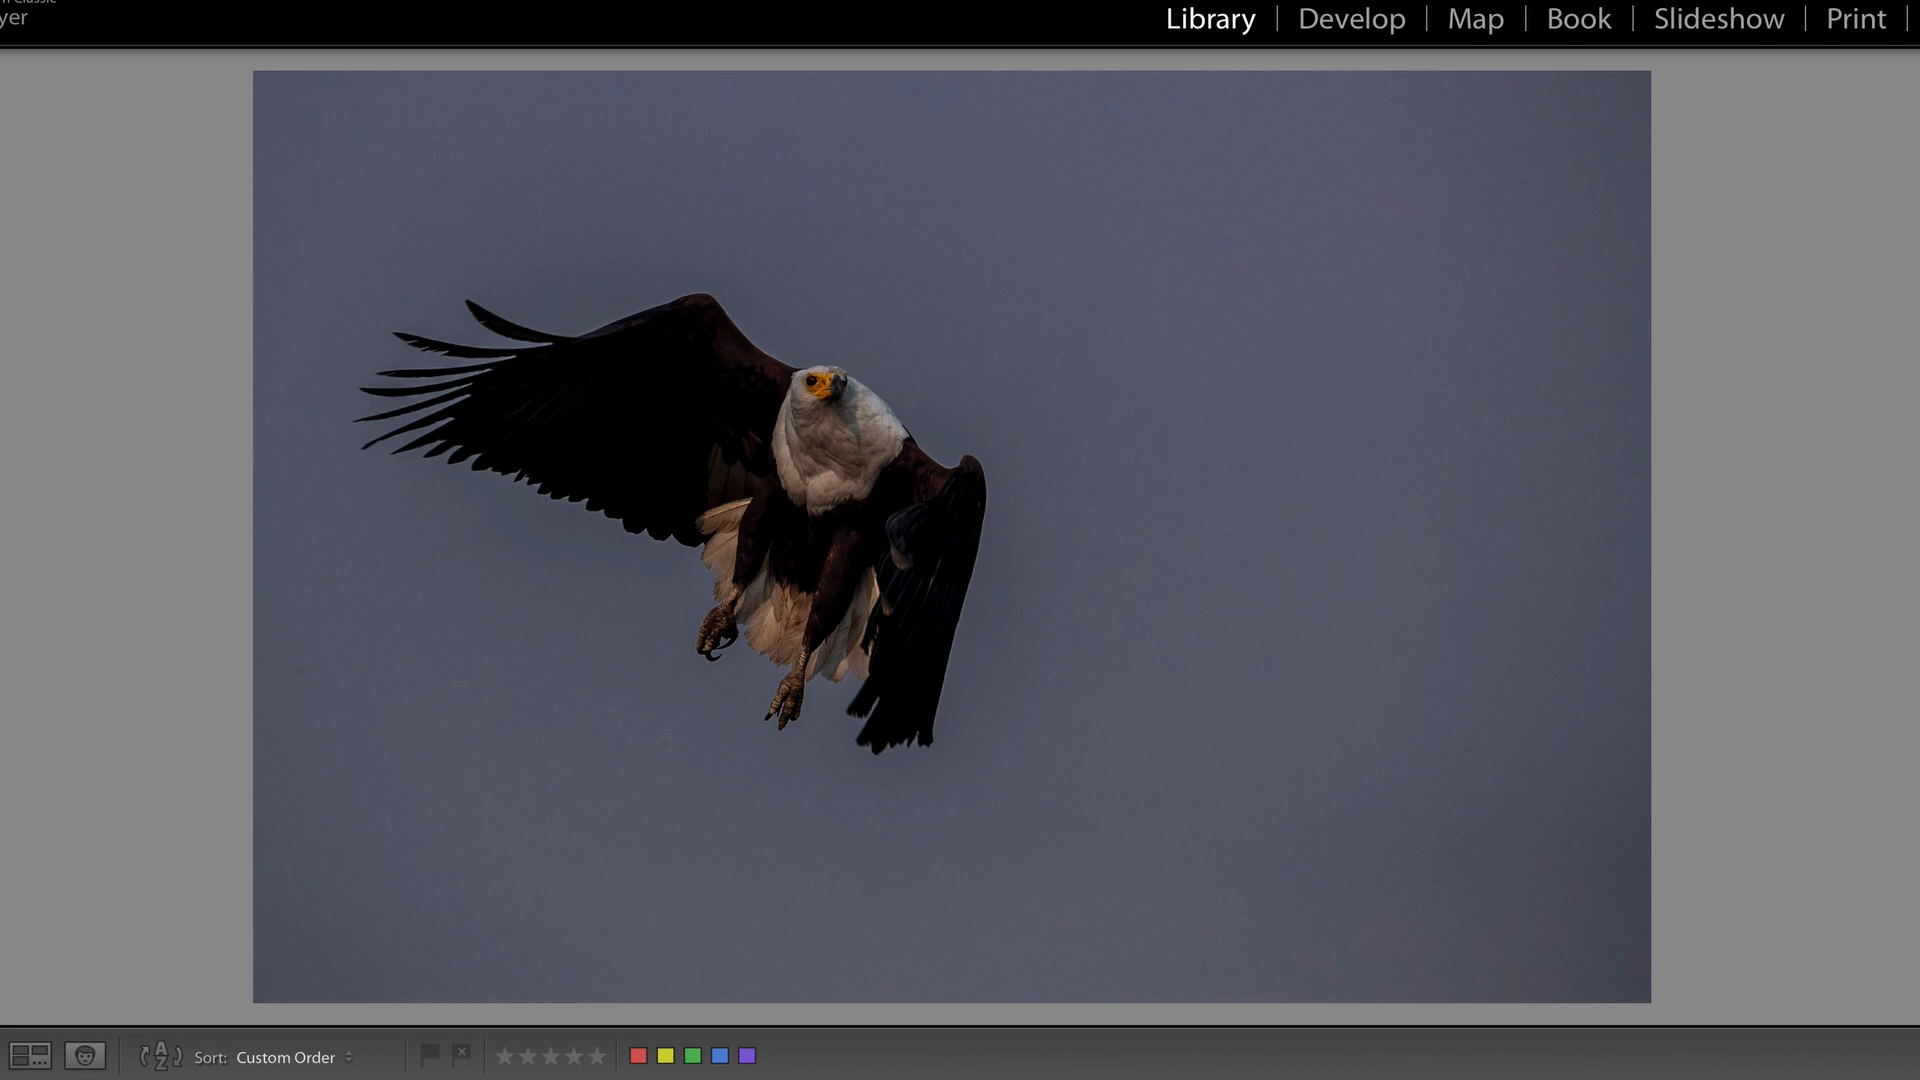 yer
Library | Develop | Map | Book | Slideshow | Print |
Sort: Custom Order